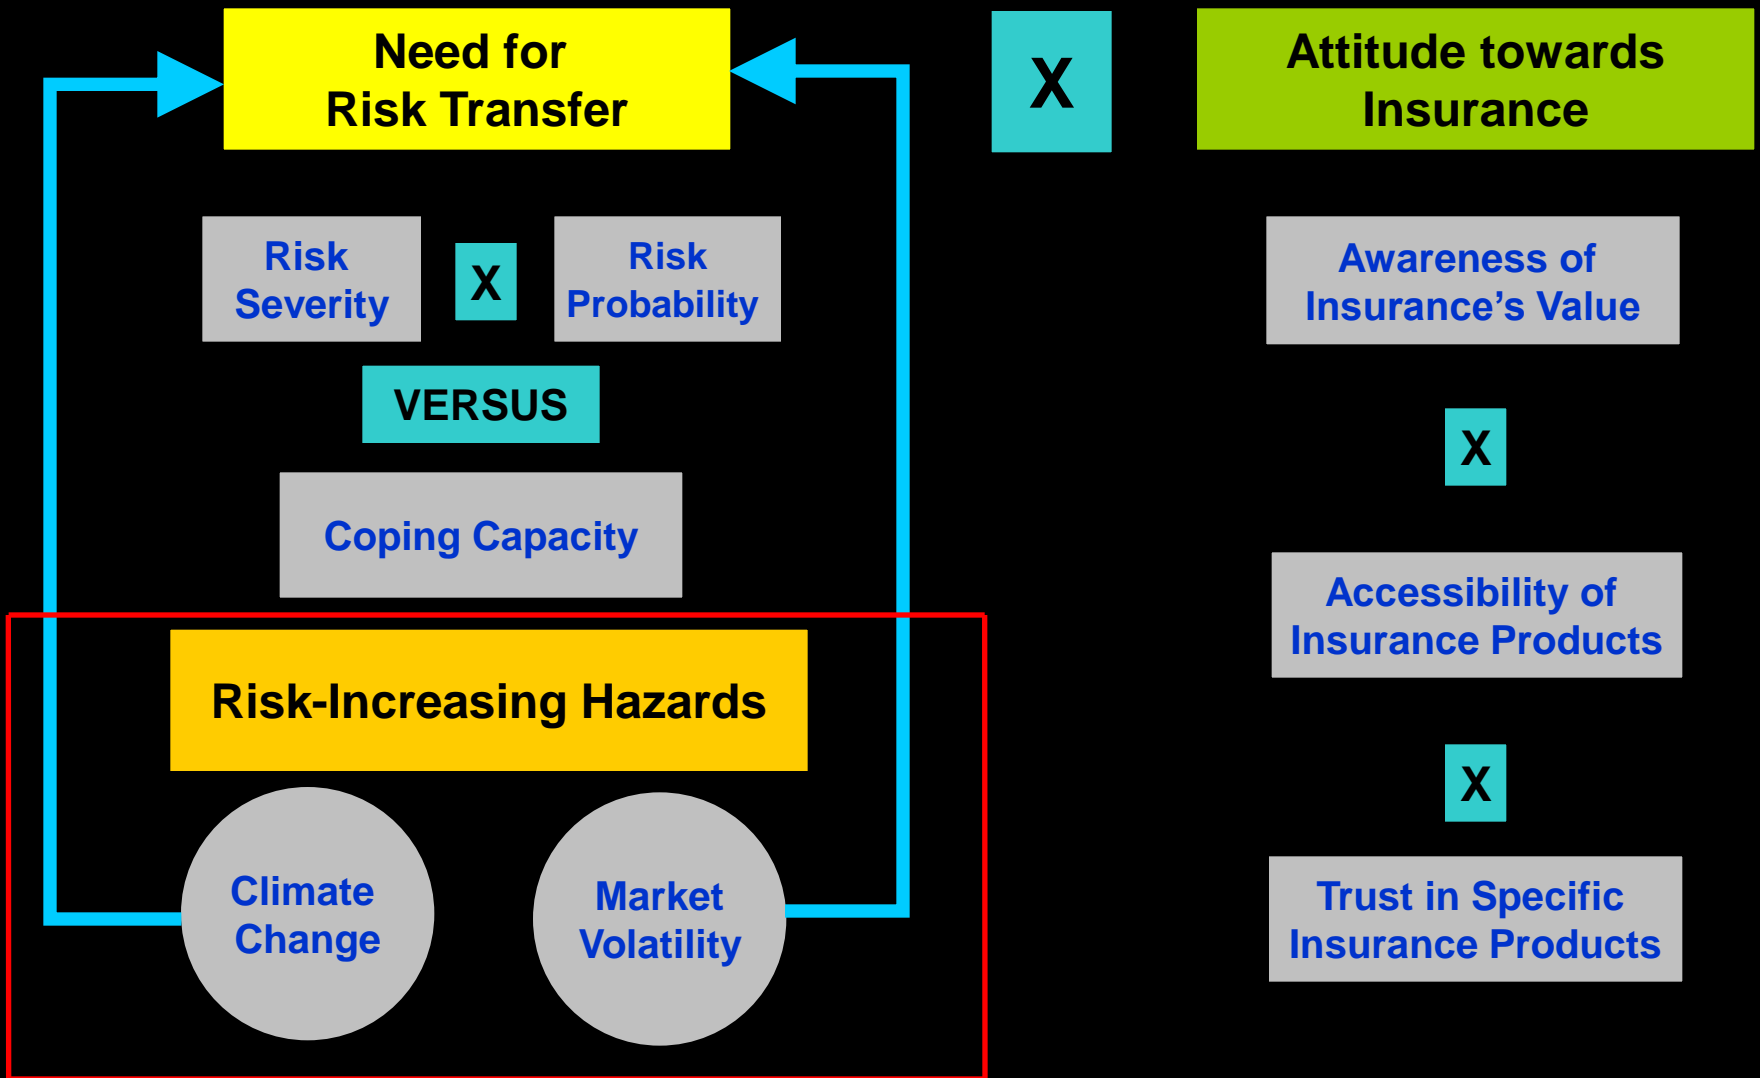 Need for
Risk Transfer
X
Attitude towards
Insurance
Risk
Severity
X
Risk
Probability
VERSUS
Coping Capacity
Risk-Increasing Hazards
Climate
Change
Market
Volatility
Awareness of
Insurance’s Value
X
Accessibility of
Insurance Products
X
Trust in Specific
Insurance Products